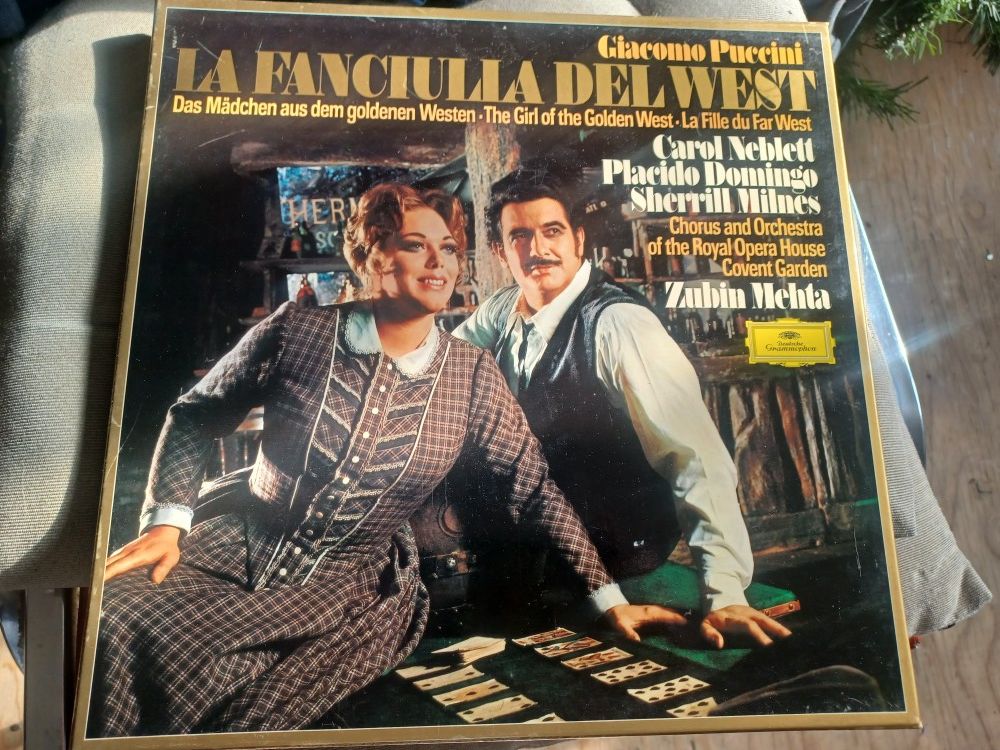 Giacomo Puccini
LA FANCIULLA DEL WEST
Das Mädchen aus dem goldenen Westen · The Girl of the Golden West · La Fille du Far West
Carol Neblett
Placido Domingo
Sherrill Milnes
Chorus and Orchestra
of the Royal Opera House
Covent Garden
Zubin Mehta
Deutsche
Grammophon